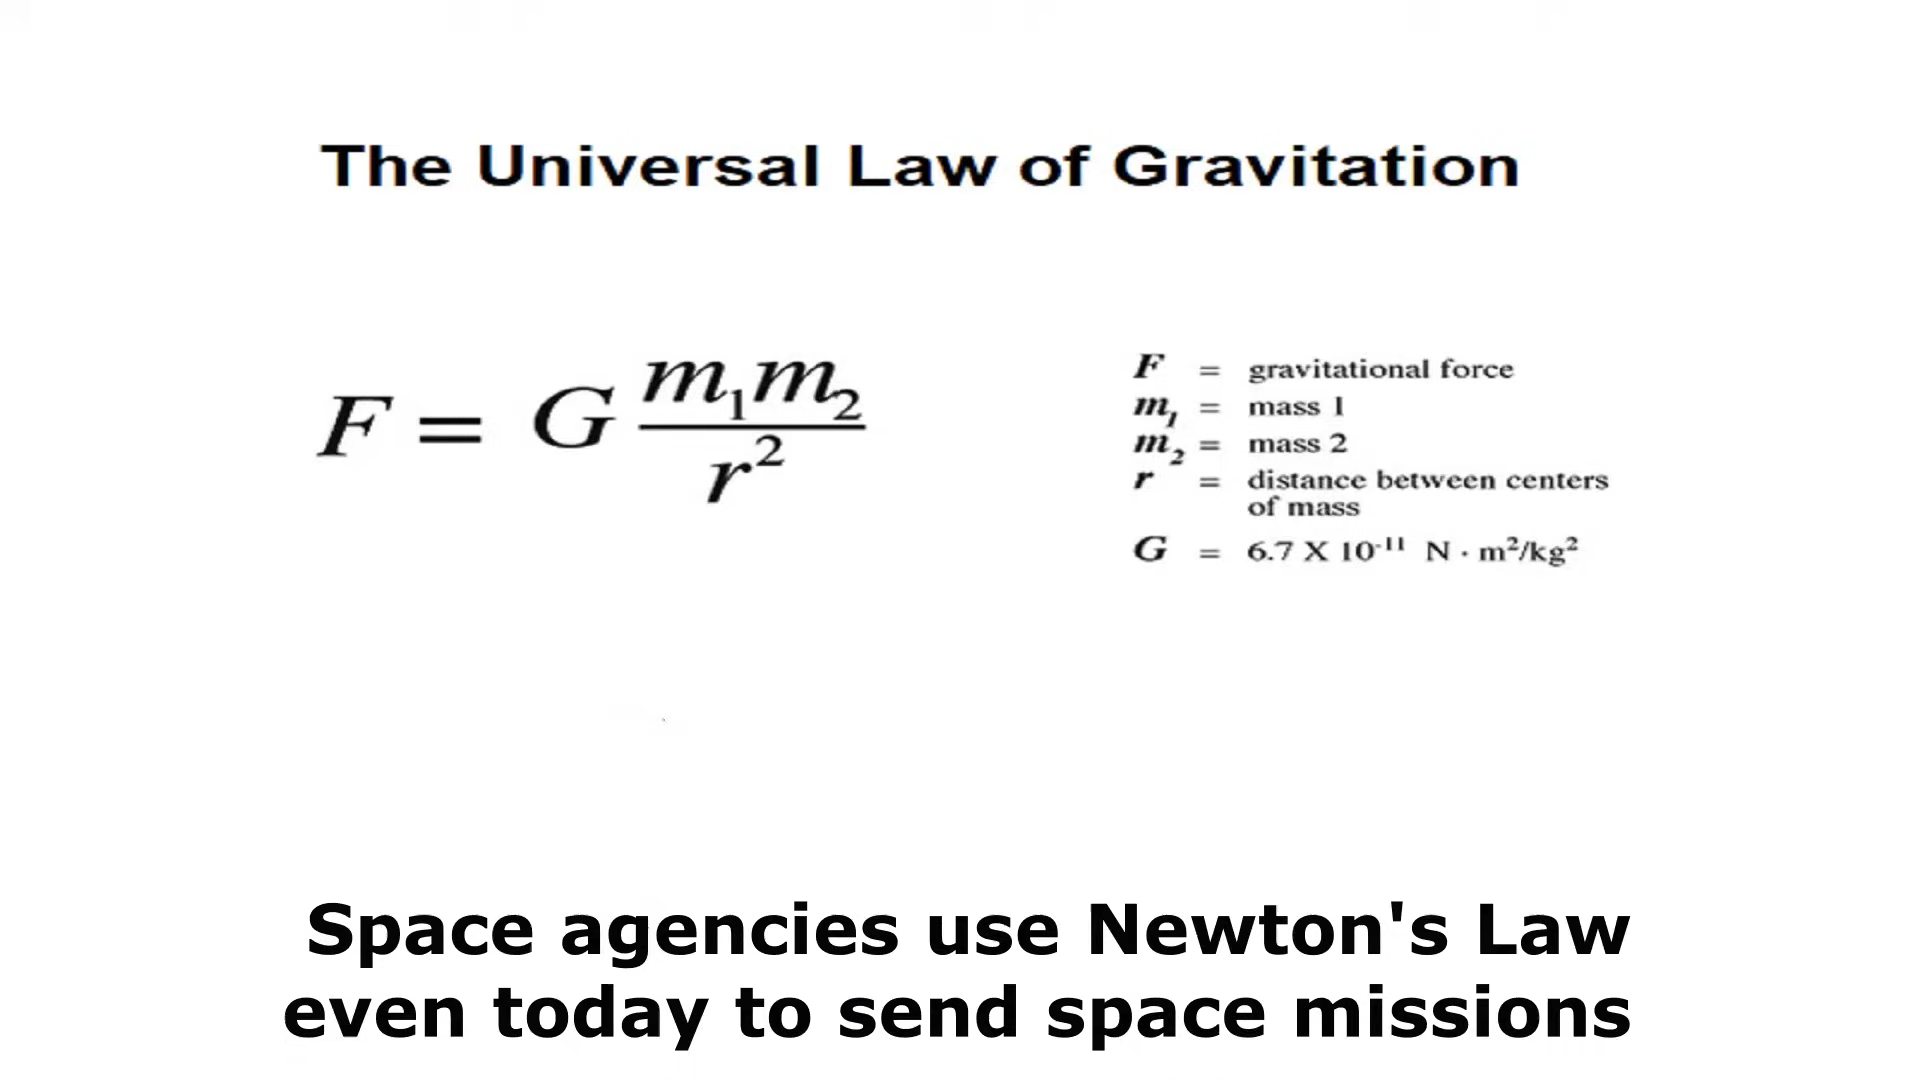 The Universal Law of Gravitation
F = G m₁m₂ / r²
F = gravitational force
m₁ = mass 1
m₂ = mass 2
r = distance between centers
of mass
G = 6.7 X 10⁻¹¹ N · m²/kg²
Space agencies use Newton's Law
even today to send space missions